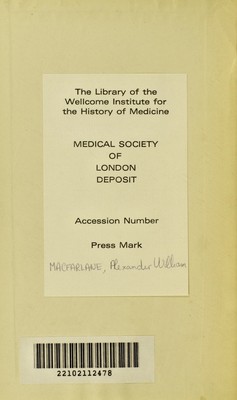 The Library of the
Wellcome Institute for
the History of Medicine
MEDICAL SOCIETY
OF
LONDON
DEPOSIT
Accession Number
Press Mark
MACFARLANE, Alexander William
22102112478